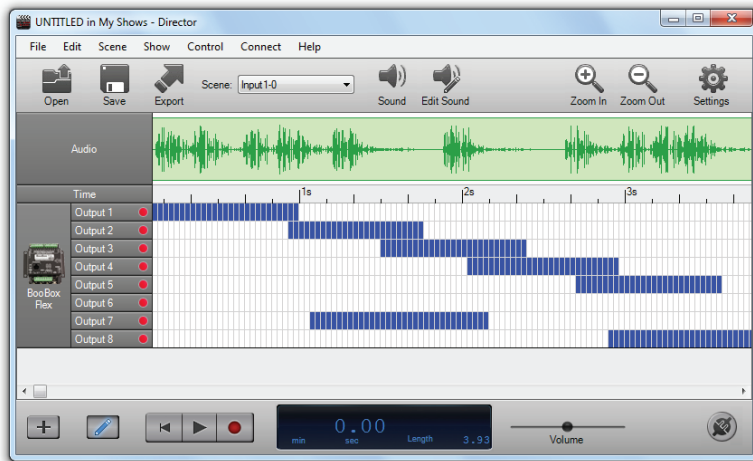 UNTITLED in My Shows - Director
File Edit Scene Show Control Connect Help
Scene: Input1-0
Open Save Export Sound Edit Sound Zoom In Zoom Out Settings
Audio
Time 1s 2s 3s
Output 1
Output 2
Output 3
Output 4
Output 5
Output 6
Output 7
Output 8
BooBox
Flex
0.00
min sec Length 3.93
Volume